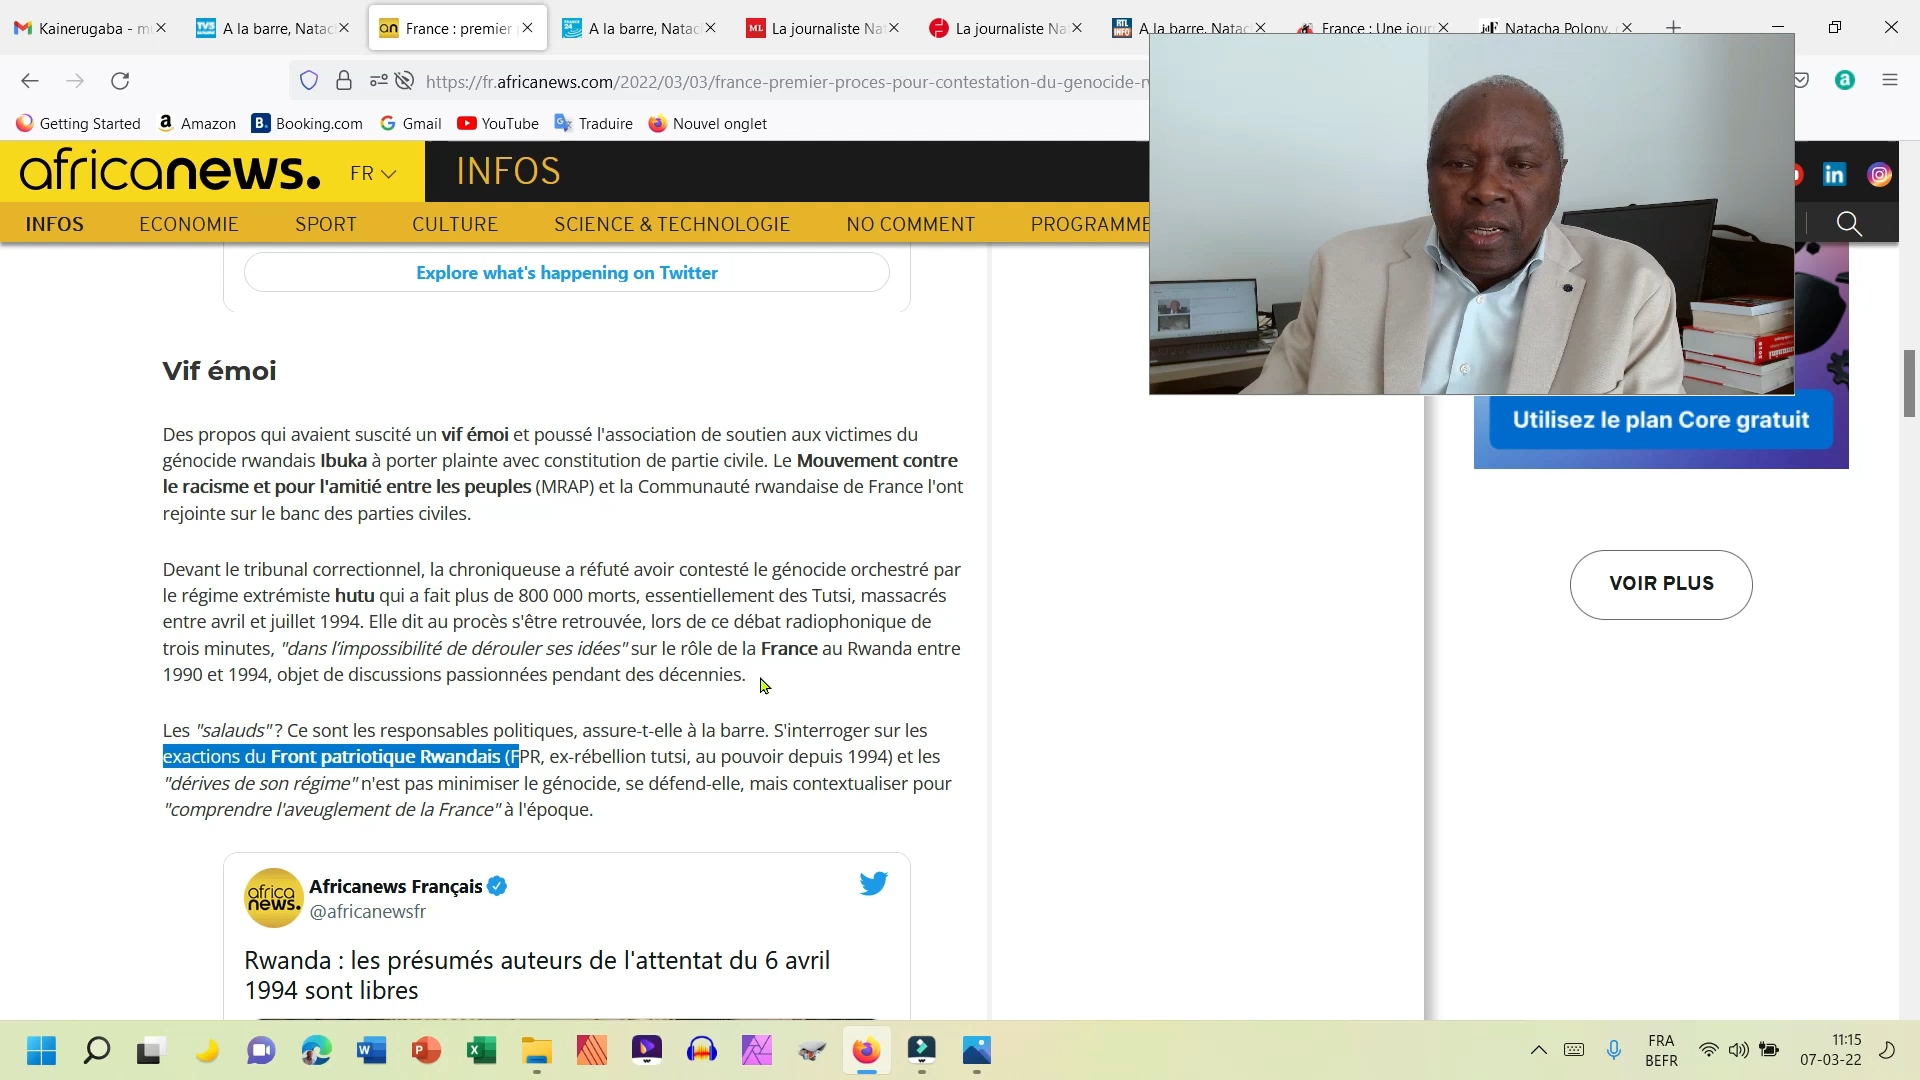 Kainerugaba - m
A la barre, Natac
France : premier
A la barre, Natac
La journaliste Na
La journaliste Na
A la barre, Natac
France : Une jour
Natacha Polony,
https://fr.africanews.com/2022/03/03/france-premier-proces-pour-contestation-du-genocide-r
Getting Started
Amazon
Booking.com
Gmail
YouTube
Traduire
Nouvel onglet
africanews.
FR
INFOS
INFOS
ECONOMIE
SPORT
CULTURE
SCIENCE & TECHNOLOGIE
NO COMMENT
PROGRAMME
Explore what's happening on Twitter
Vif émoi
Des propos qui avaient suscité un vif émoi et poussé l'association de soutien aux victimes du
génocide rwandais Ibuka à porter plainte avec constitution de partie civile. Le Mouvement contre
le racisme et pour l'amitié entre les peuples (MRAP) et la Communauté rwandaise de France l'ont
rejointe sur le banc des parties civiles.
Devant le tribunal correctionnel, la chroniqueuse a réfuté avoir contesté le génocide orchestré par
le régime extrémiste hutu qui a fait plus de 800 000 morts, essentiellement des Tutsi, massacrés
entre avril et juillet 1994. Elle dit au procès s'être retrouvée, lors de ce débat radiophonique de
trois minutes, "dans l’impossibilité de dérouler ses idées" sur le rôle de la France au Rwanda entre
1990 et 1994, objet de discussions passionnées pendant des décennies.
Les "salauds" ? Ce sont les responsables politiques, assure-t-elle à la barre. S'interroger sur les
exactions du Front patriotique Rwandais (FPR, ex-rébellion tutsi, au pouvoir depuis 1994) et les
"dérives de son régime" n'est pas minimiser le génocide, se défend-elle, mais contextualiser pour
"comprendre l'aveuglement de la France" à l'époque.
africa
news.
Africanews Français
@africanewsfr
Rwanda : les présumés auteurs de l'attentat du 6 avril
1994 sont libres
Utilisez le plan Core gratuit
VOIR PLUS
FRA
BEFR
11:15
07-03-22